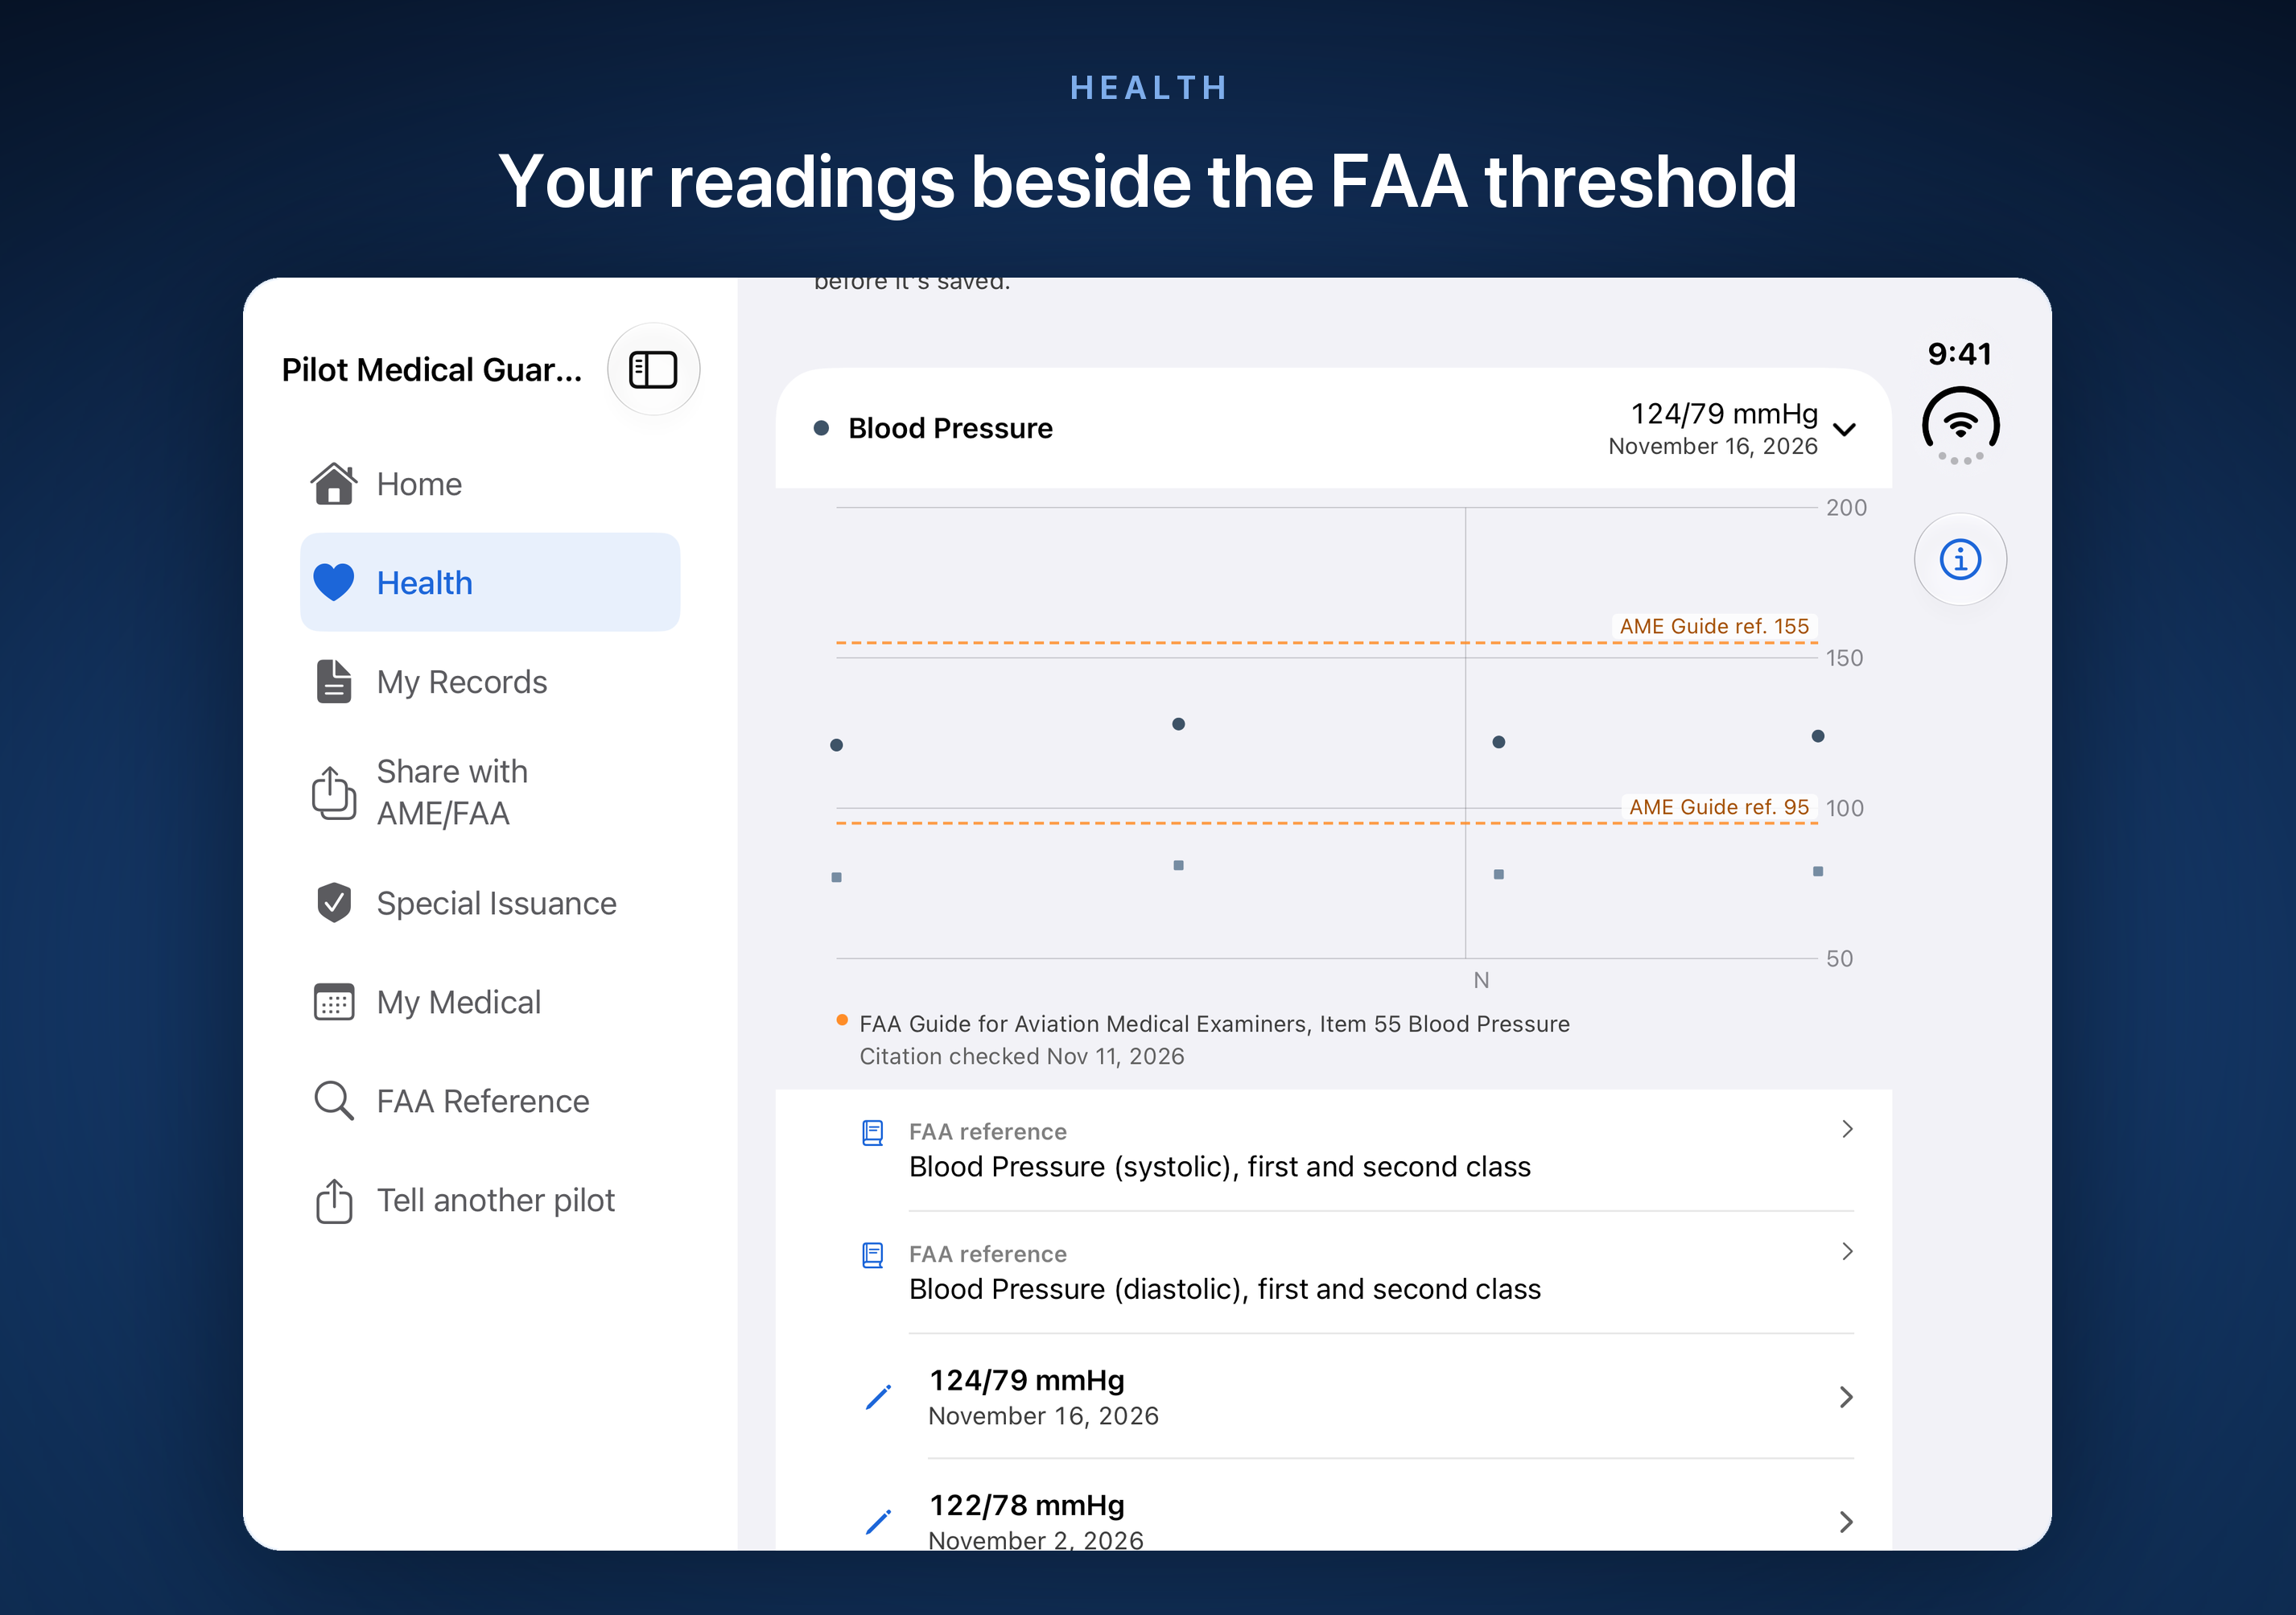 HEALTH
Your readings beside the FAA threshold
before it's saved.
Pilot Medical Guar...
Home
Health
My Records
Share with
AME/FAA
Special Issuance
My Medical
FAA Reference
Tell another pilot
9:41
Blood Pressure
124/79 mmHg
November 16, 2026
200
AME Guide ref. 155
150
AME Guide ref. 95
100
50
N
FAA Guide for Aviation Medical Examiners, Item 55 Blood Pressure
Citation checked Nov 11, 2026
FAA reference
Blood Pressure (systolic), first and second class
FAA reference
Blood Pressure (diastolic), first and second class
124/79 mmHg
November 16, 2026
122/78 mmHg
November 2, 2026